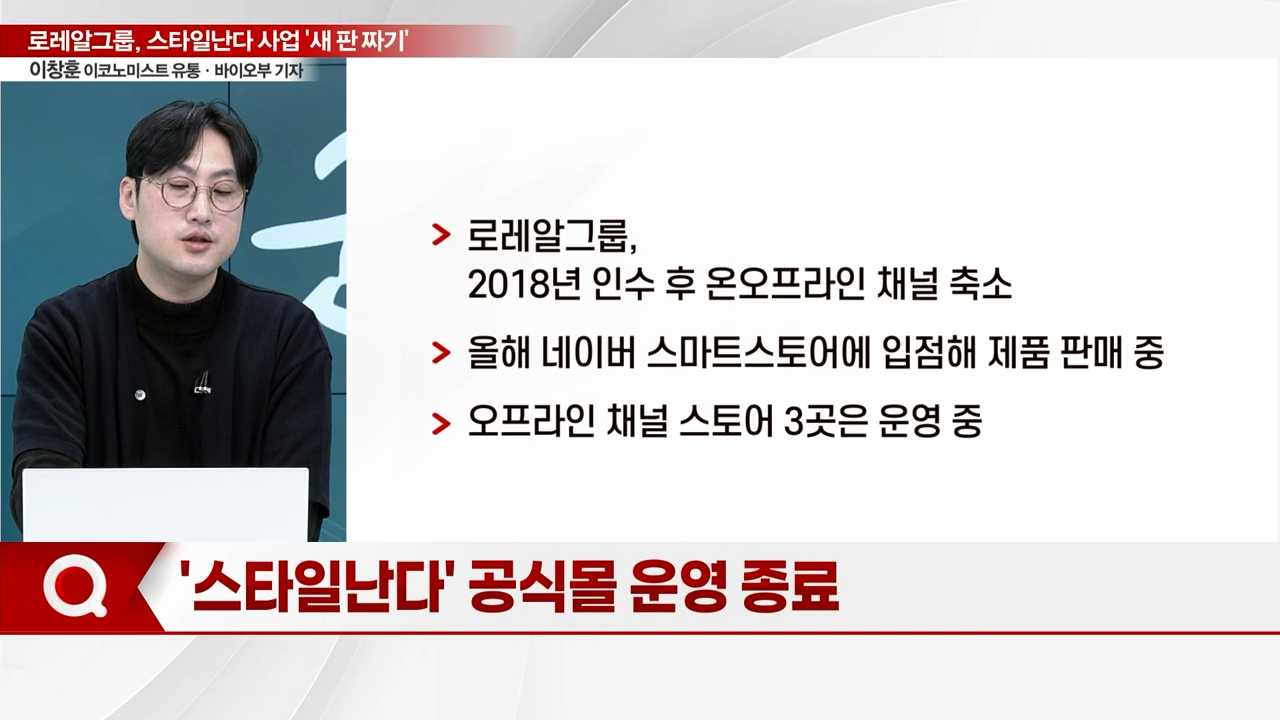 로레알그룹, 스타일난다 사업 '새 판 짜기'
이창훈 이코노미스트 유통·바이오부 기자
> 로레알그룹,
2018년 인수 후 온오프라인 채널 축소
> 올해 네이버 스마트스토어에 입점해 제품 판매 중
> 오프라인 채널 스토어 3곳은 운영 중
Q '스타일난다' 공식몰 운영 종료